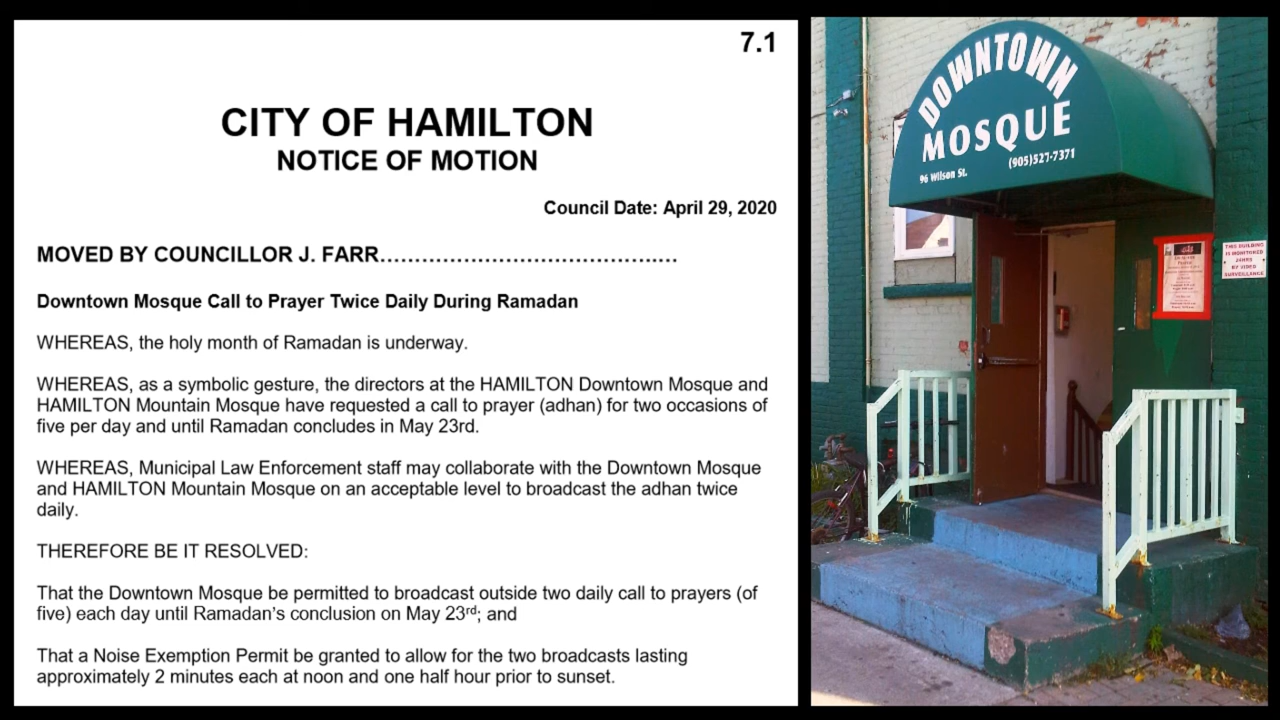 7.1
CITY OF HAMILTON
NOTICE OF MOTION
Council Date: April 29, 2020
MOVED BY COUNCILLOR J. FARR………………………………………
Downtown Mosque Call to Prayer Twice Daily During Ramadan
WHEREAS, the holy month of Ramadan is underway.
WHEREAS, as a symbolic gesture, the directors at the HAMILTON Downtown Mosque and
HAMILTON Mountain Mosque have requested a call to prayer (adhan) for two occasions of
five per day and until Ramadan concludes in May 23rd.
WHEREAS, Municipal Law Enforcement staff may collaborate with the Downtown Mosque
and HAMILTON Mountain Mosque on an acceptable level to broadcast the adhan twice
daily.
THEREFORE BE IT RESOLVED:
That the Downtown Mosque be permitted to broadcast outside two daily call to prayers (of
five) each day until Ramadan's conclusion on May 23rd; and
That a Noise Exemption Permit be granted to allow for the two broadcasts lasting
approximately 2 minutes each at noon and one half hour prior to sunset.
DOWNTOWN
MOSQUE
(905)527-7371
96 Wilson St.
THIS BUILDING
IS MONITORED
24HRS
BY VIDEO
SURVEILLANCE